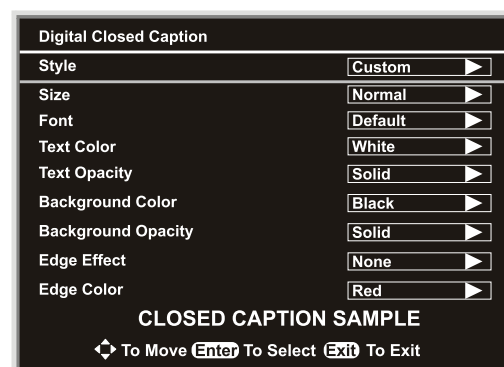 Digital Closed Caption
Style Custom
Size Normal
Font Default
Text Color White
Text Opacity Solid
Background Color Black
Background Opacity Solid
Edge Effect None
Edge Color Red
CLOSED CAPTION SAMPLE
To Move Enter To Select Exit To Exit